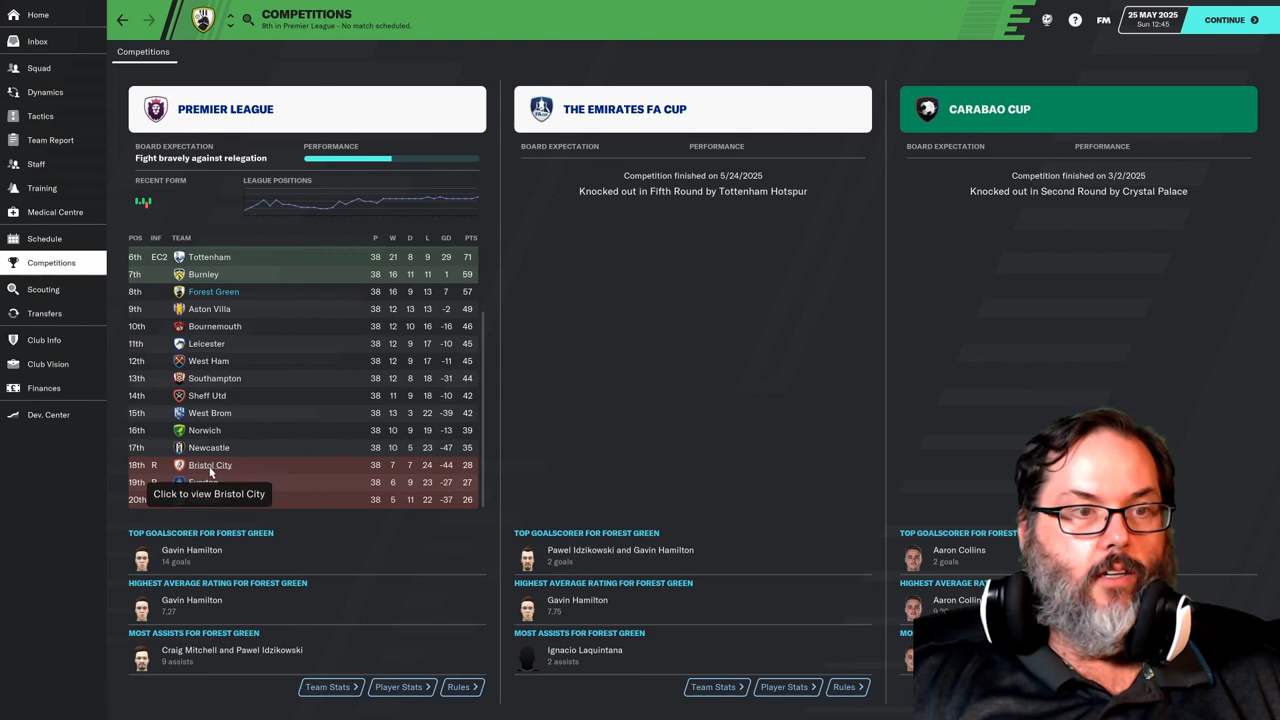 Home
Inbox
Squad
Dynamics
Tactics
Team Report
Staff
Training
Medical Centre
Schedule
Competitions
Scouting
Transfers
Club Info
Club Vision
Finances
Dev. Center
COMPETITIONS
8th in Premier League - No match scheduled.
? FM
25 MAY 2025
Sun 12:45
CONTINUE
Competitions
PREMIER LEAGUE
BOARD EXPECTATION PERFORMANCE
Fight bravely against relegation
RECENT FORM LEAGUE POSITIONS
POS INF TEAM P W D L GD PTS
6th EC2 Tottenham 38 21 8 9 29 71
7th Burnley 38 16 11 11 1 59
8th Forest Green 38 16 9 13 7 57
9th Aston Villa 38 12 13 13 -2 49
10th Bournemouth 38 12 10 16 -16 46
11th Leicester 38 12 9 17 -10 45
12th West Ham 38 12 9 17 -11 45
13th Southampton 38 12 8 18 -31 44
14th Sheff Utd 38 11 9 18 -10 42
15th West Brom 38 13 3 22 -39 42
16th Norwich 38 10 9 19 -13 39
17th Newcastle 38 10 5 23 -47 35
18th R Bristol City 38 7 7 24 -44 28
19th R Everton 38 6 9 23 -27 27
20th 38 5 11 22 -37 26
Click to view Bristol City
TOP GOALSCORER FOR FOREST GREEN
Gavin Hamilton
14 goals
HIGHEST AVERAGE RATING FOR FOREST GREEN
Gavin Hamilton
7.27
MOST ASSISTS FOR FOREST GREEN
Craig Mitchell and Pawel Idzikowski
9 assists
Team Stats > Player Stats > Rules >
THE EMIRATES FA CUP
BOARD EXPECTATION PERFORMANCE
Competition finished on 5/24/2025
Knocked out in Fifth Round by Tottenham Hotspur
TOP GOALSCORER FOR FOREST GREEN
Pawel Idzikowski and Gavin Hamilton
2 goals
HIGHEST AVERAGE RATING FOR FOREST GREEN
Gavin Hamilton
7.75
MOST ASSISTS FOR FOREST GREEN
Ignacio Laquintana
2 assists
Team Stats > Player Stats > Rules >
CARABAO CUP
BOARD EXPECTATION PERFORMANCE
Competition finished on 3/2/2025
Knocked out in Second Round by Crystal Palace
TOP GOALSCORER FOR FOREST
Aaron Collins
2 goals
HIGHEST AVERAGE RA
Aaron Collin
MO